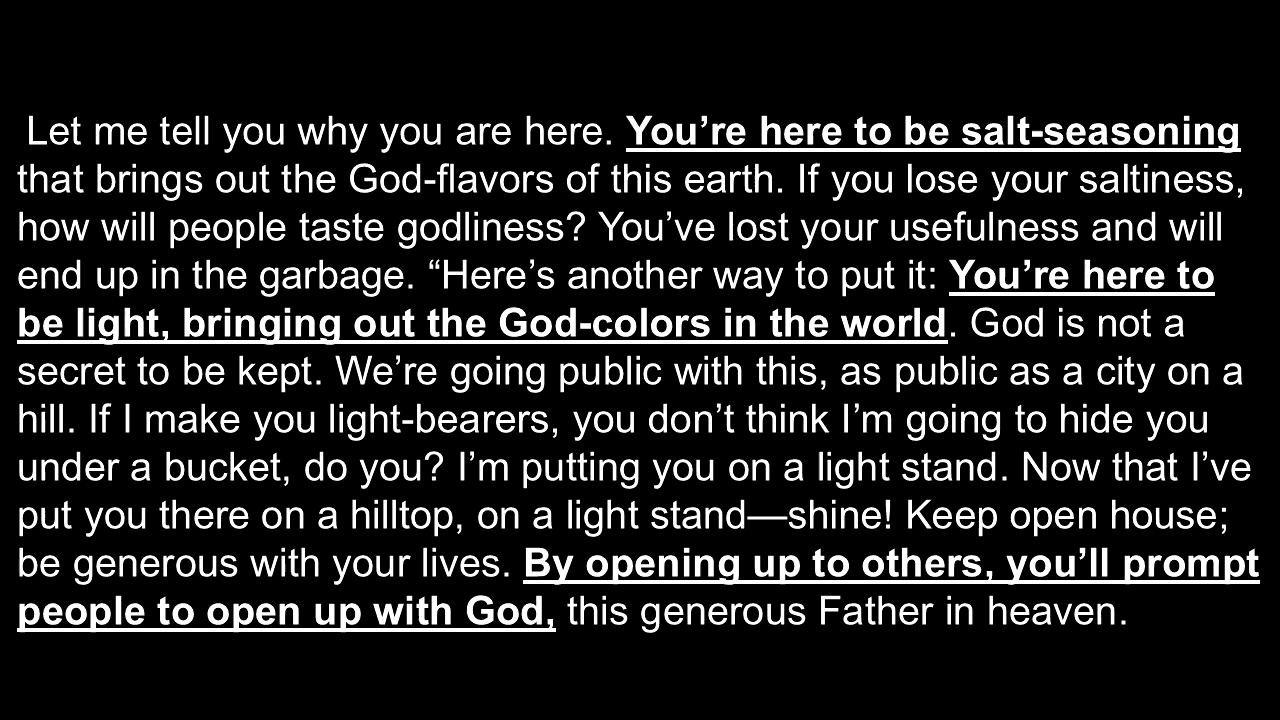 Let me tell you why you are here. You’re here to be salt-seasoning
that brings out the God-flavors of this earth. If you lose your saltiness,
how will people taste godliness? You’ve lost your usefulness and will
end up in the garbage. “Here’s another way to put it: You’re here to
be light, bringing out the God-colors in the world. God is not a
secret to be kept. We’re going public with this, as public as a city on a
hill. If I make you light-bearers, you don’t think I’m going to hide you
under a bucket, do you? I’m putting you on a light stand. Now that I’ve
put you there on a hilltop, on a light stand—shine! Keep open house;
be generous with your lives. By opening up to others, you’ll prompt
people to open up with God, this generous Father in heaven.